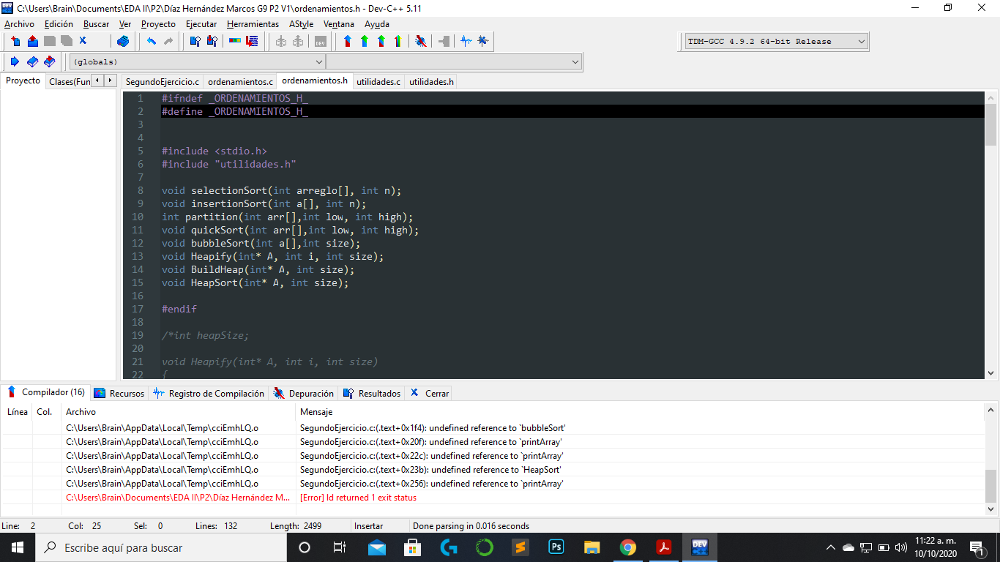 C:\Users\Brain\Documents\EDA II\P2\Díaz Hernández Marcos G9 P2 V1\ordenamientos.h - Dev-C++ 5.11
Archivo Edición Buscar Ver Proyecto Ejecutar Herramientas AStyle Ventana Ayuda
TDM-GCC 4.9.2 64-bit Release
(globals)
Proyecto Clases(Fun SegundoEjercicio.c ordenamientos.c ordenamientos.h utilidades.c utilidades.h
1 #ifndef _ORDENAMIENTOS_H_
2 #define _ORDENAMIENTOS_H_
3
4
5 #include <stdio.h>
6 #include "utilidades.h"
7
8 void selectionSort(int arreglo[], int n);
9 void insertionSort(int a[], int n);
10 int partition(int arr[],int low, int high);
11 void quickSort(int arr[],int low, int high);
12 void bubbleSort(int a[],int size);
13 void Heapify(int* A, int i, int size);
14 void BuildHeap(int* A, int size);
15 void HeapSort(int* A, int size);
16
17 #endif
18
19 /*int heapSize;
20
21 void Heapify(int* A, int i, int size)
22 {
Compilador (16) Recursos Registro de Compilación Depuración Resultados Cerrar
Línea Col. Archivo Mensaje
C:\Users\Brain\AppData\Local\Temp\cciEmhLQ.o SegundoEjercicio.c:(.text+0x1f4): undefined reference to `bubbleSort'
C:\Users\Brain\AppData\Local\Temp\cciEmhLQ.o SegundoEjercicio.c:(.text+0x20f): undefined reference to `printArray'
C:\Users\Brain\AppData\Local\Temp\cciEmhLQ.o SegundoEjercicio.c:(.text+0x22c): undefined reference to `printArray'
C:\Users\Brain\AppData\Local\Temp\cciEmhLQ.o SegundoEjercicio.c:(.text+0x23b): undefined reference to `HeapSort'
C:\Users\Brain\AppData\Local\Temp\cciEmhLQ.o SegundoEjercicio.c:(.text+0x256): undefined reference to `printArray'
C:\Users\Brain\Documents\EDA II\P2\Díaz Hernández M... [Error] ld returned 1 exit status
Line: 2 Col: 25 Sel: 0 Lines: 132 Length: 2499 Insertar Done parsing in 0.016 seconds
Escribe aquí para buscar
Ps
DEV
11:22 a. m.
10/10/2020
1